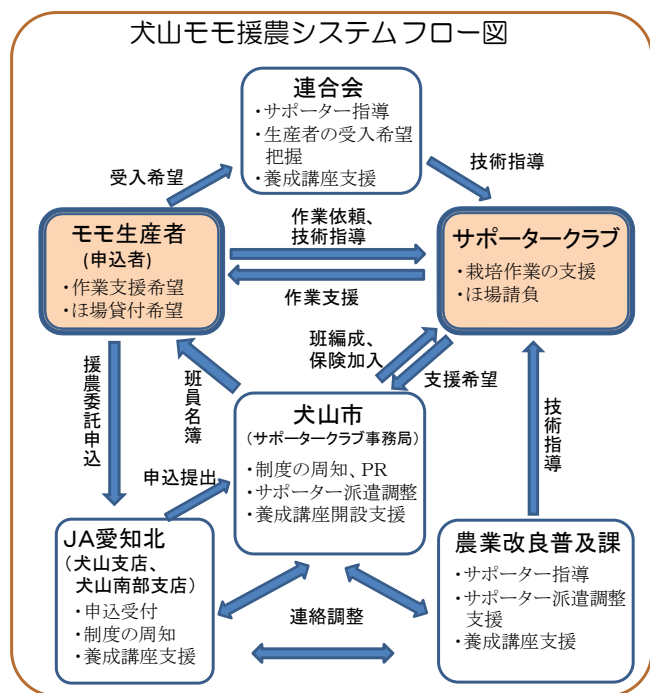 犬山モモ援農システムフロー図
連合会
・サポーター指導
・生産者の受入希望
把握
・養成講座支援
受入希望
技術指導
モモ生産者
(申込者)
・作業支援希望
・ほ場貸付希望
作業依頼、
技術指導
作業支援
サポータークラブ
・栽培作業の支援
・ほ場請負
援農委託申込
班員名簿
班編成、
保険加入
支援希望
技術指導
犬山市
(サポータークラブ事務局)
・制度の周知、PR
・サポーター派遣調整
・養成講座開設支援
申込提出
JA愛知北
(犬山支店、
犬山南部支店)
・申込受付
・制度の周知
・養成講座支援
連絡調整
農業改良普及課
・サポーター指導
・サポーター派遣調整
支援
・養成講座支援